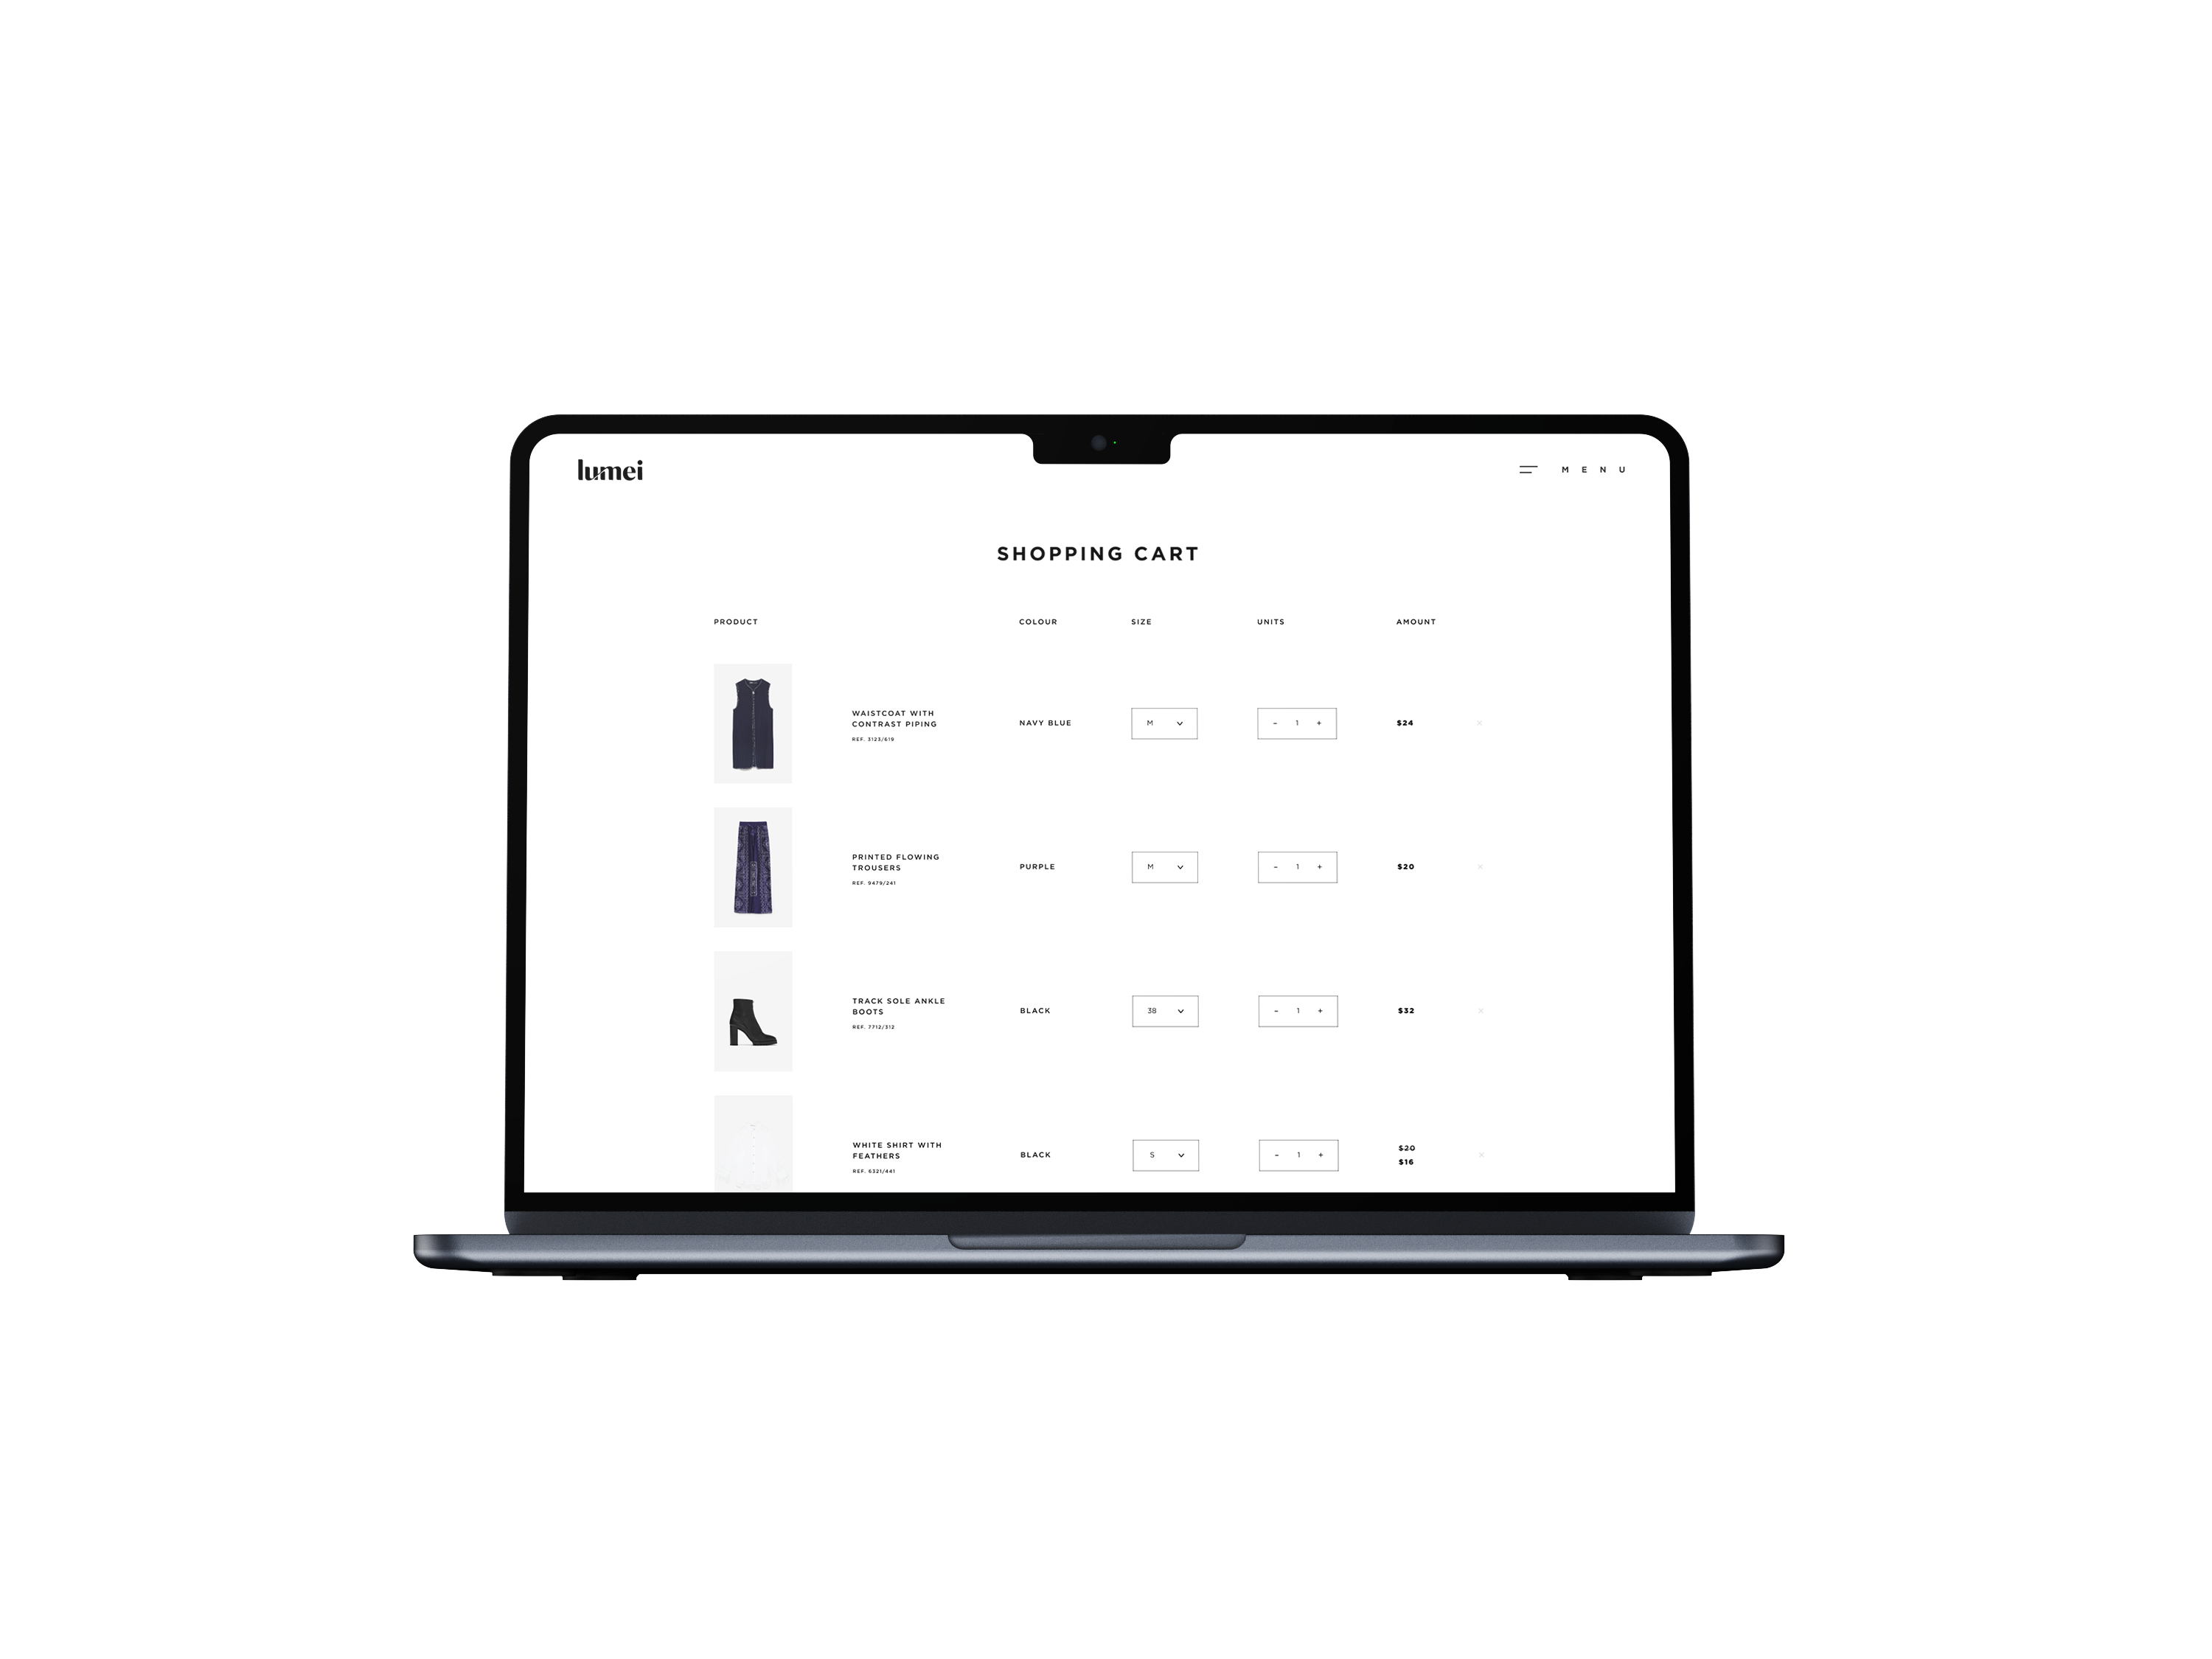 lumei
MENU
SHOPPING CART
PRODUCT COLOUR SIZE UNITS AMOUNT
WAISTCOAT WITH
CONTRAST PIPING
REF. 3123/619
NAVY BLUE M - 1 + $24 ×
PRINTED FLOWING
TROUSERS
REF. 9479/241
PURPLE M - 1 + $20 ×
TRACK SOLE ANKLE
BOOTS
REF. 7712/312
BLACK 38 - 1 + $32 ×
WHITE SHIRT WITH
FEATHERS
REF. 6321/441
BLACK S - 1 + $20
$16 ×